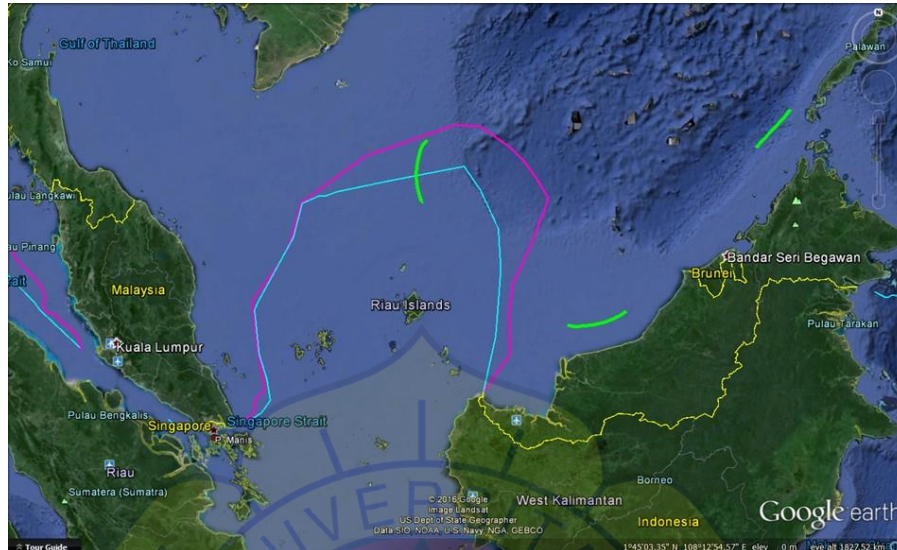 Gulf of Thailand
Ko Samui
Palawan
Pulau Langkawi
Pulau Pinang
Malaysia
Kuala Lumpur
Riau Islands
Bandar Seri Begawan
Brunei
Pulau Tarakan
Pulau Bengkalis
Singapore
Singapore Strait
P. Manis
Riau
Sumatera (Sumatra)
Borneo
West Kalimantan
Indonesia
© 2016 Google
Image Landsat
US Dept of State Geographer
Data SIO, NOAA, U.S. Navy, NGA, GEBCO
Google earth
Tour Guide
1°45'03.35" N 108°12'54.57" E elev 0 m eye alt 1827.52 km